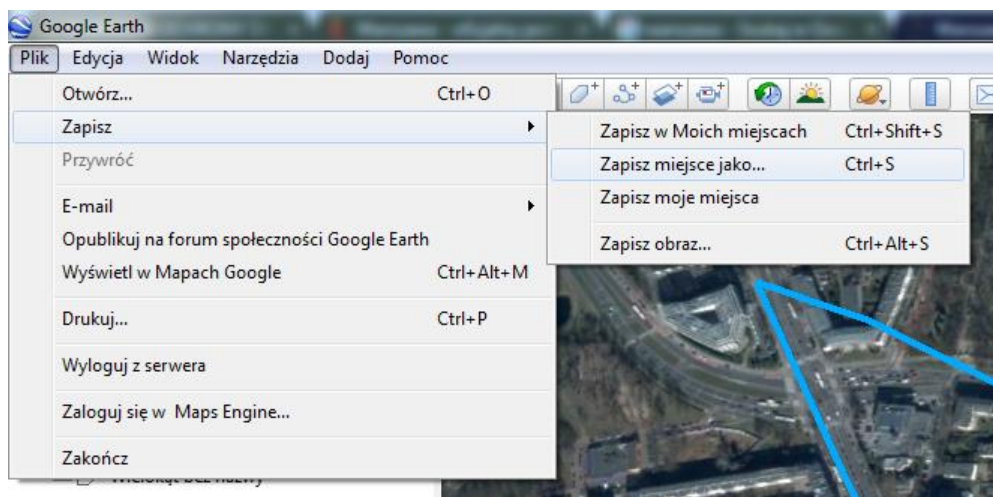 Google Earth
Plik Edycja Widok Narzędzia Dodaj Pomoc
Otwórz... Ctrl+O
Zapisz
Przywróć
E-mail
Opublikuj na forum społeczności Google Earth
Wyświetl w Mapach Google Ctrl+Alt+M
Drukuj... Ctrl+P
Wyloguj z serwera
Zaloguj się w Maps Engine...
Zakończ
Zapisz w Moich miejscach Ctrl+Shift+S
Zapisz miejsce jako... Ctrl+S
Zapisz moje miejsca
Zapisz obraz... Ctrl+Alt+S